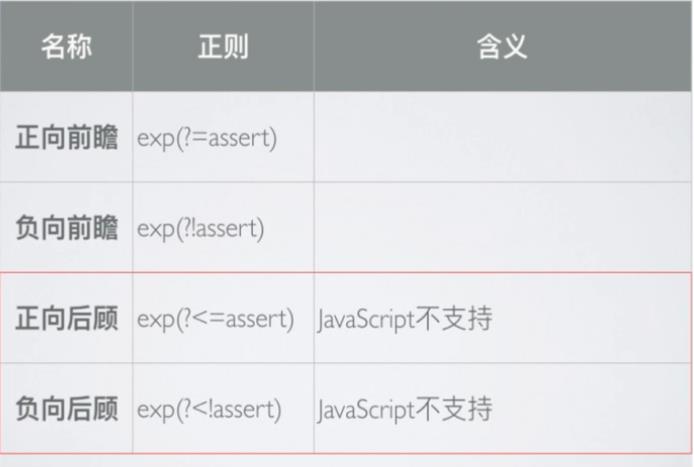 名称 正则 含义
正向前瞻 exp(?=assert)
负向前瞻 exp(?!assert)
正向后顾 exp(?<=assert) JavaScript不支持
负向后顾 exp(?<!assert) JavaScript不支持